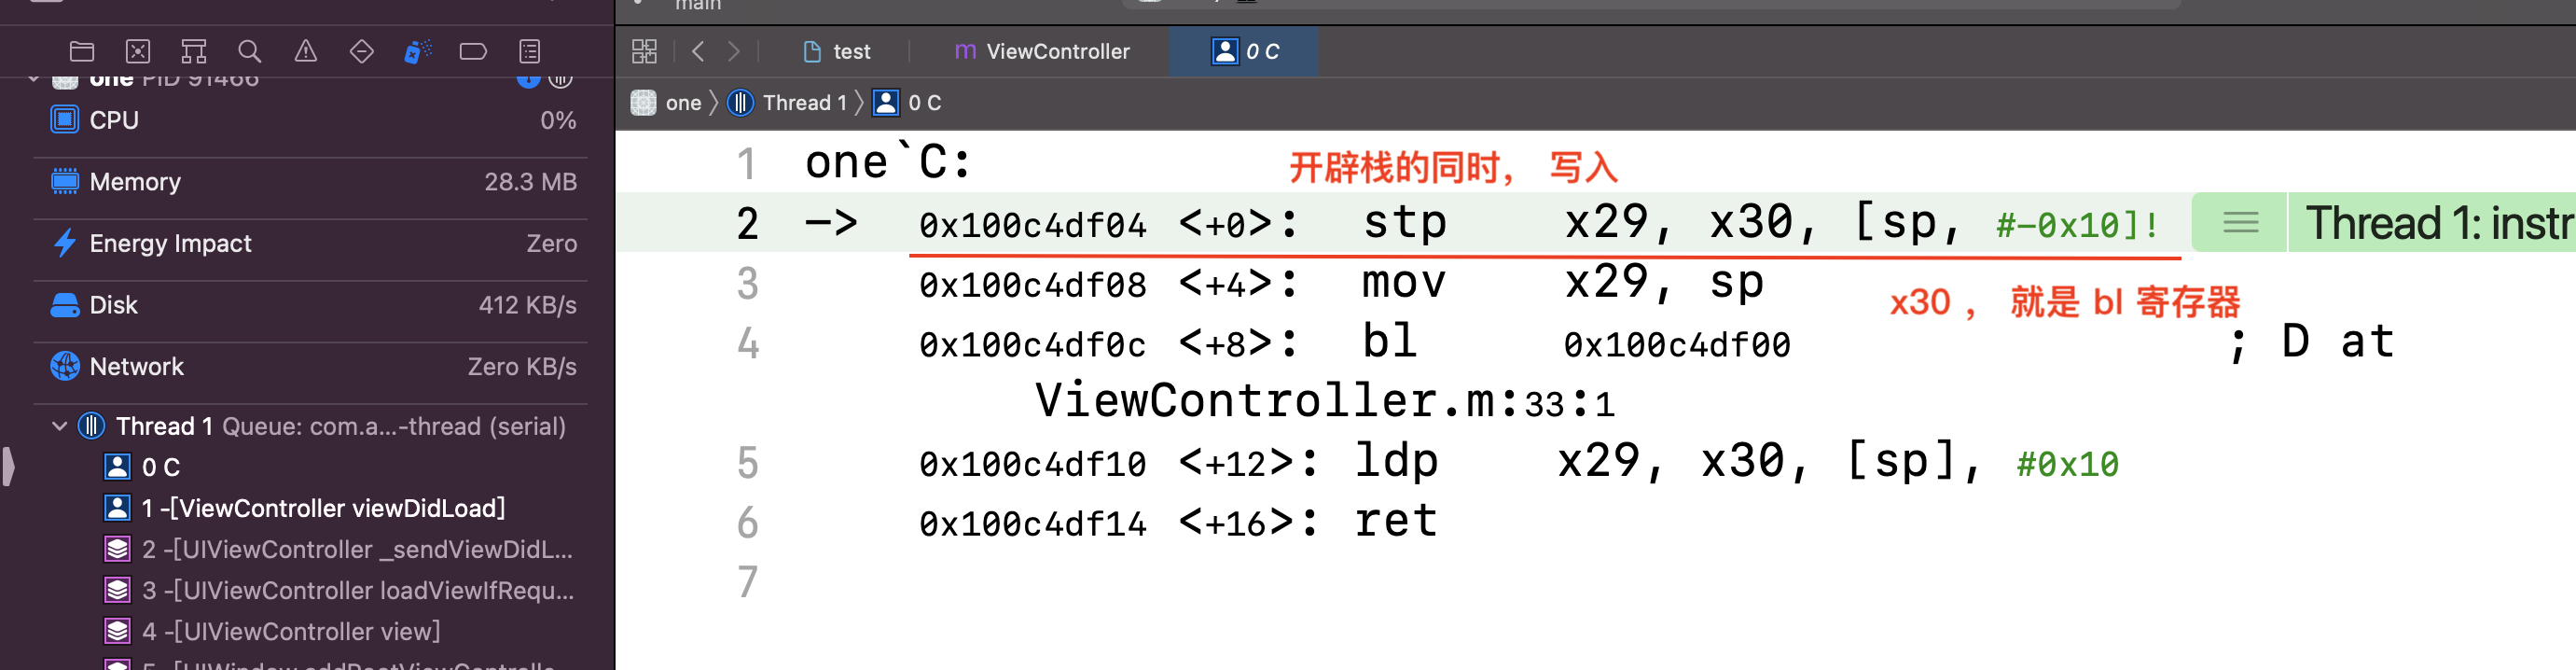 main
test
ViewController
0 C
one PID 91466
one
Thread 1
0 C
CPU 0%
Memory 28.3 MB
Energy Impact Zero
Disk 412 KB/s
Network Zero KB/s
Thread 1 Queue: com.a...-thread (serial)
0 C
1 -[ViewController viewDidLoad]
2 -[UIViewController _sendViewDidL...
3 -[UIViewController loadViewIfRequ...
4 -[UIViewController view]
1 one`C:
开辟栈的同时， 写入
2 -> 0x100c4df04 <+0>: stp x29, x30, [sp, #-0x10]!
Thread 1: instr
3 0x100c4df08 <+4>: mov x29, sp
x30 ， 就是 bl 寄存器
4 0x100c4df0c <+8>: bl 0x100c4df00 ; D at
ViewController.m:33:1
5 0x100c4df10 <+12>: ldp x29, x30, [sp], #0x10
6 0x100c4df14 <+16>: ret
7